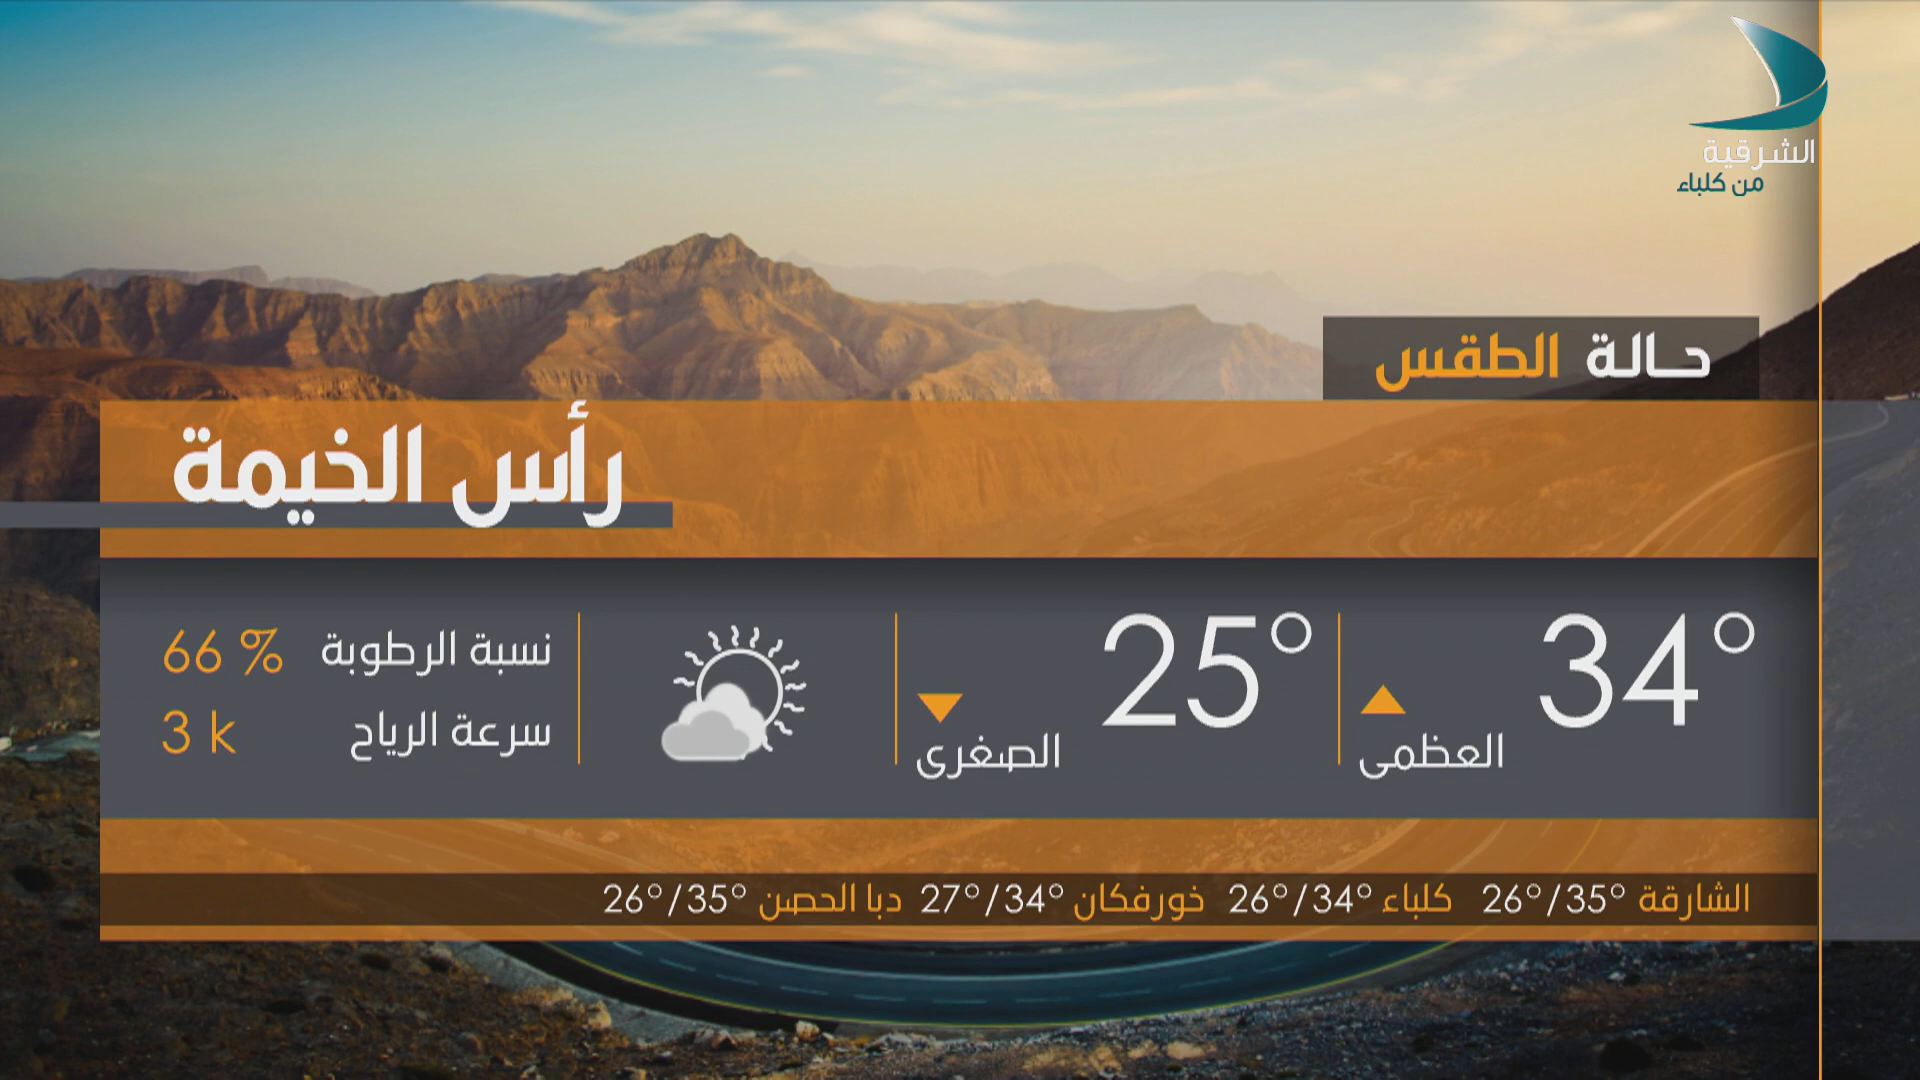 الشرقية
من كلباء
حالة الطقس
رأس الخيمة
34°
العظمى
25°
الصغرى
نسبة الرطوبة 66 %
سرعة الرياح 3 k
الشارقة 26°/35° كلباء 26°/34° خورفكان 27°/34° دبا الحصن 26°/35°